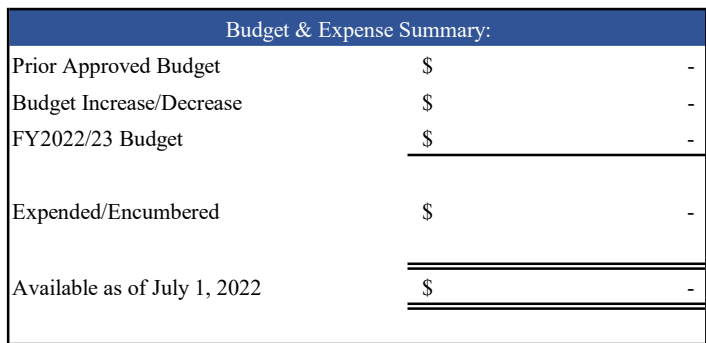 Budget & Expense Summary:
Prior Approved Budget $ -
Budget Increase/Decrease $ -
FY2022/23 Budget $ -
Expended/Encumbered $ -
Available as of July 1, 2022 $ -